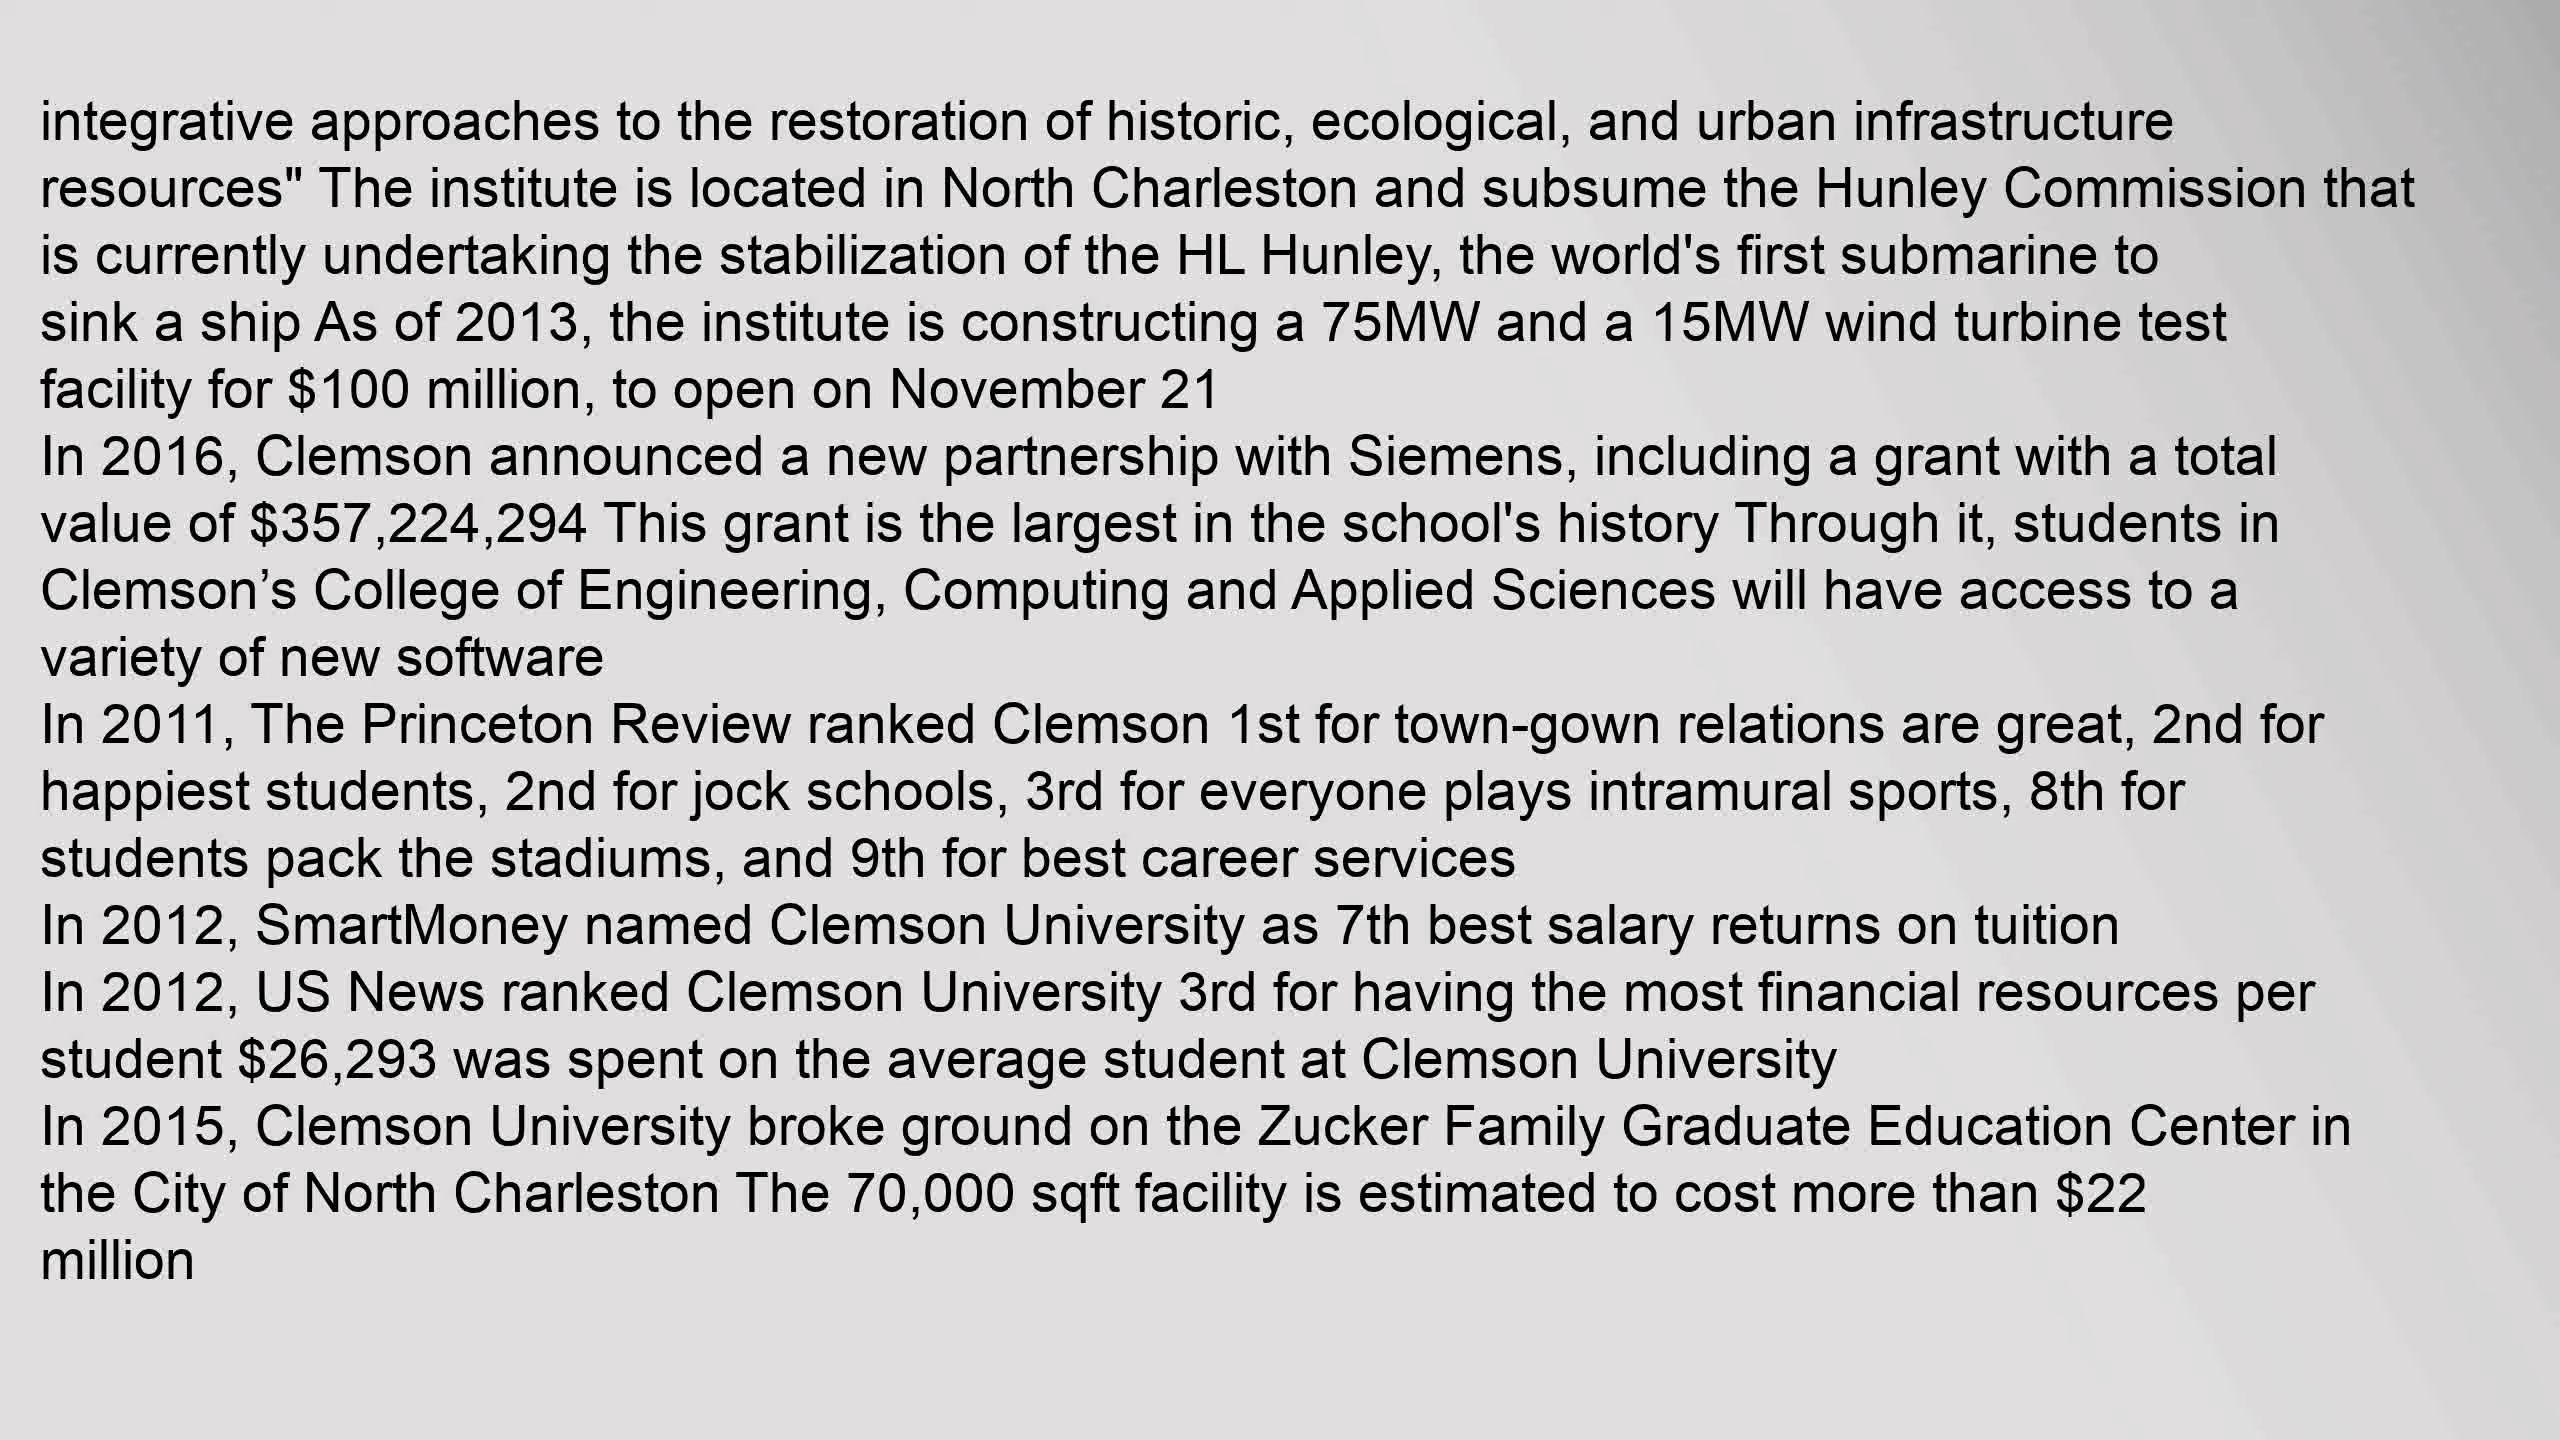 integrative approaches to the restoration of historic, ecological, and urban infrastructure
resources" The institute is located in North Charleston and subsume the Hunley Commission that
is currently undertaking the stabilization of the HL Hunley, the world's first submarine to
sink a ship As of 2013, the institute is constructing a 75MW and a 15MW wind turbine test
facility for $100 million, to open on November 21
In 2016, Clemson announced a new partnership with Siemens, including a grant with a total
value of $357,224,294 This grant is the largest in the school's history Through it, students in
Clemson’s College of Engineering, Computing and Applied Sciences will have access to a
variety of new software
In 2011, The Princeton Review ranked Clemson 1st for town-gown relations are great, 2nd for
happiest students, 2nd for jock schools, 3rd for everyone plays intramural sports, 8th for
students pack the stadiums, and 9th for best career services
In 2012, SmartMoney named Clemson University as 7th best salary returns on tuition
In 2012, US News ranked Clemson University 3rd for having the most financial resources per
student $26,293 was spent on the average student at Clemson University
In 2015, Clemson University broke ground on the Zucker Family Graduate Education Center in
the City of North Charleston The 70,000 sqft facility is estimated to cost more than $22
million